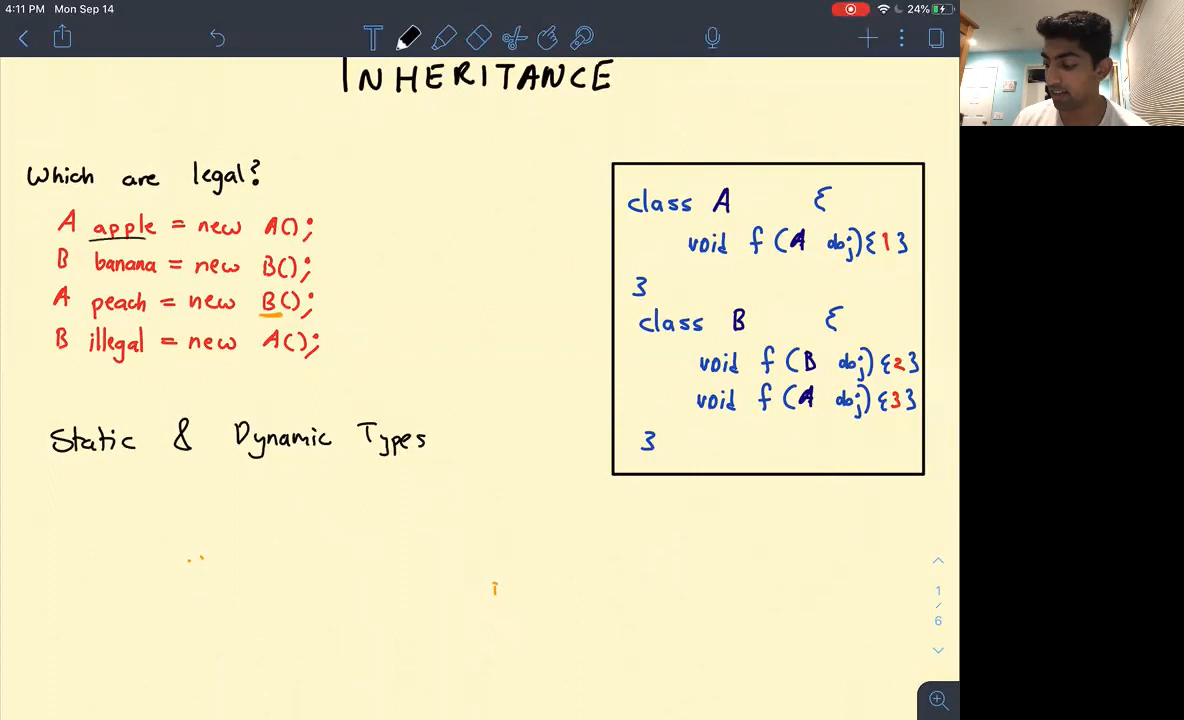 4:11 PM Mon Sep 14
24%
INHERITANCE
Which are legal?
A apple = new A();
B banana = new B();
A peach = new B();
B illegal = new A();
Static & Dynamic Types
class A {
void f (A obj){1}
}
class B {
void f (B obj){2}
void f (A obj){3}
}
1
/
6